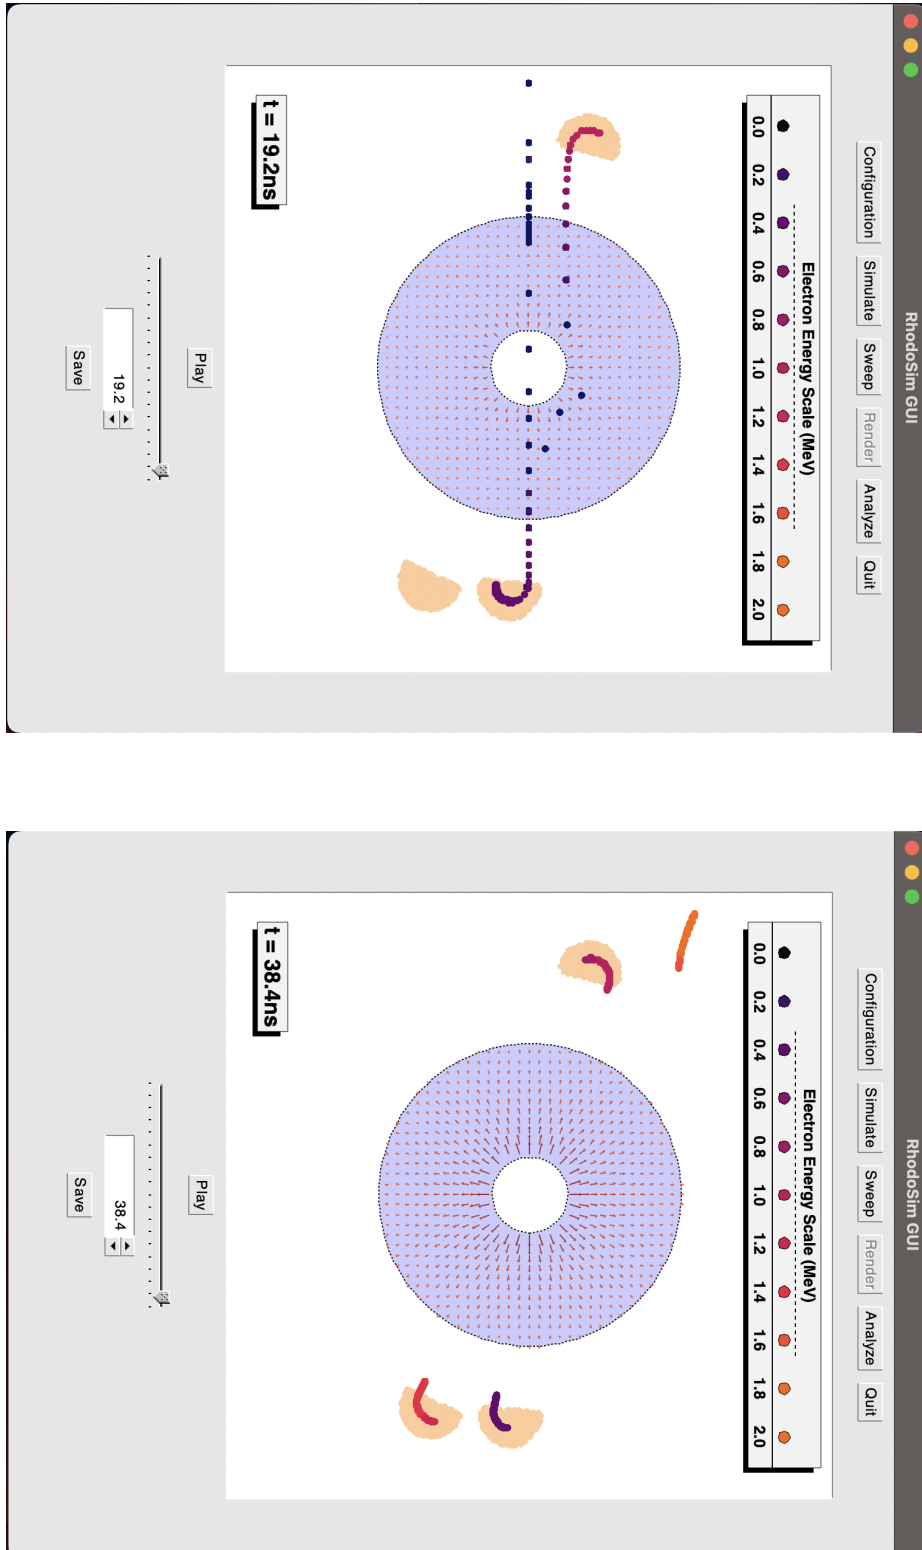 RhodoSim GUI
Configuration Simulate Sweep Render Analyze Quit
Electron Energy Scale (MeV)
0.0 0.2 0.4 0.6 0.8 1.0 1.2 1.4 1.6 1.8 2.0
t = 19.2ns
Play
19.2
Save
RhodoSim GUI
Configuration Simulate Sweep Render Analyze Quit
Electron Energy Scale (MeV)
0.0 0.2 0.4 0.6 0.8 1.0 1.2 1.4 1.6 1.8 2.0
t = 38.4ns
Play
38.4
Save